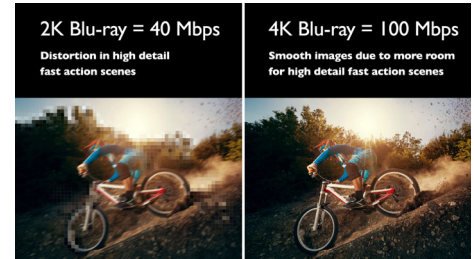 2K Blu-ray = 40 Mbps
Distortion in high detail
fast action scenes
4K Blu-ray = 100 Mbps
Smooth images due to more room
for high detail fast action scenes